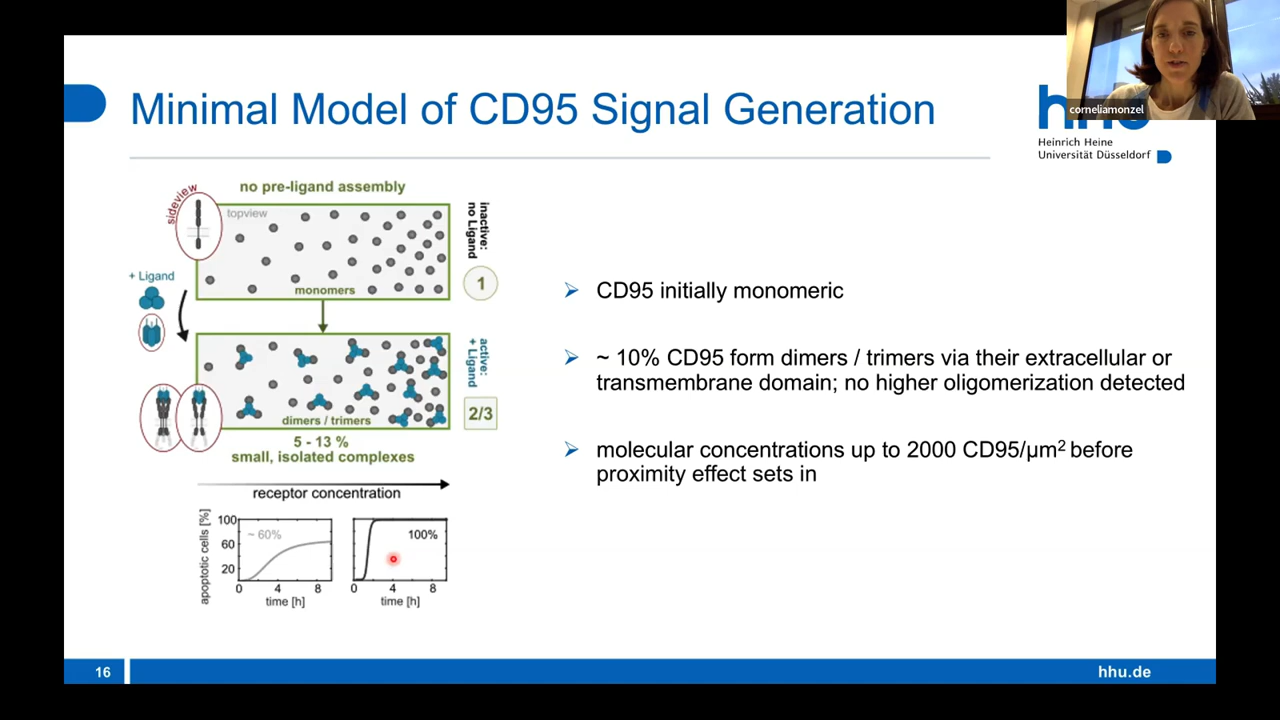 Minimal Model of CD95 Signal Generation
corneliamonzel
Heinrich Heine
Universität Düsseldorf
no pre-ligand assembly
sideview
topview
monomers
inactive:
no Ligand
1
+ Ligand
active:
+ Ligand
2/3
dimers / trimers
5 - 13 %
small, isolated complexes
receptor concentration
apoptotic cells [%]
100
60
20
~ 60%
0 4 8
time [h]
100%
0 4 8
time [h]
➢ CD95 initially monomeric
➢ ~ 10% CD95 form dimers / trimers via their extracellular or
transmembrane domain; no higher oligomerization detected
➢ molecular concentrations up to 2000 CD95/µm² before
proximity effect sets in
16
hhu.de